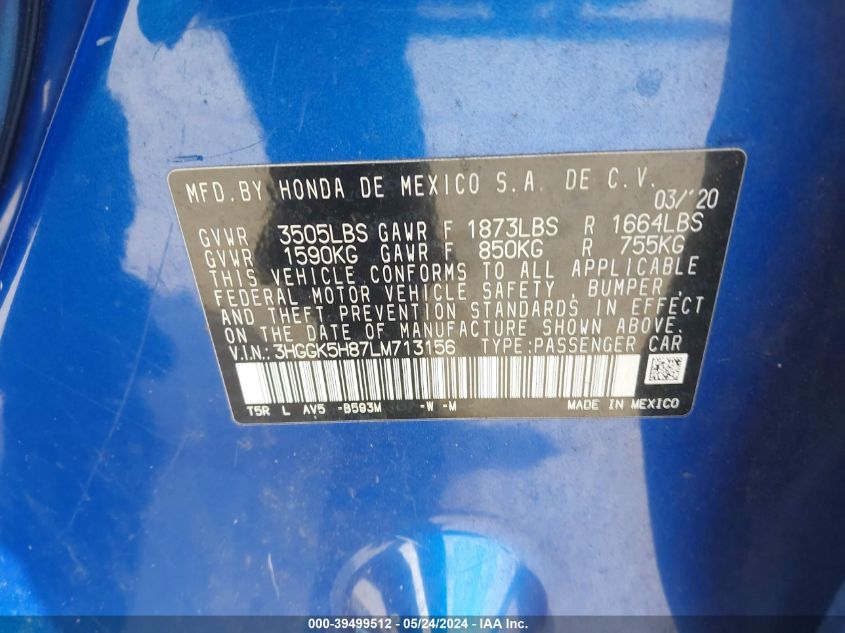 MFD.BY HONDA DE MEXICO S.A. DE C.V.
03/'20
GVWR 3505LBS GAWR F 1873LBS R 1664LBS
GVWR 1590KG GAWR F 850KG R 755KG
THIS VEHICLE CONFORMS TO ALL APPLICABLE
FEDERAL MOTOR VEHICLE SAFETY, BUMPER,
AND THEFT PREVENTION STANDARDS IN EFFECT
ON THE DATE OF MANUFACTURE SHOWN ABOVE.
V.I.N.:3HGGK5H87LM713156 TYPE:PASSENGER CAR
T5R L AV5 -B593M -W -M MADE IN MEXICO
000-39499512 - 05/24/2024 - IAA Inc.